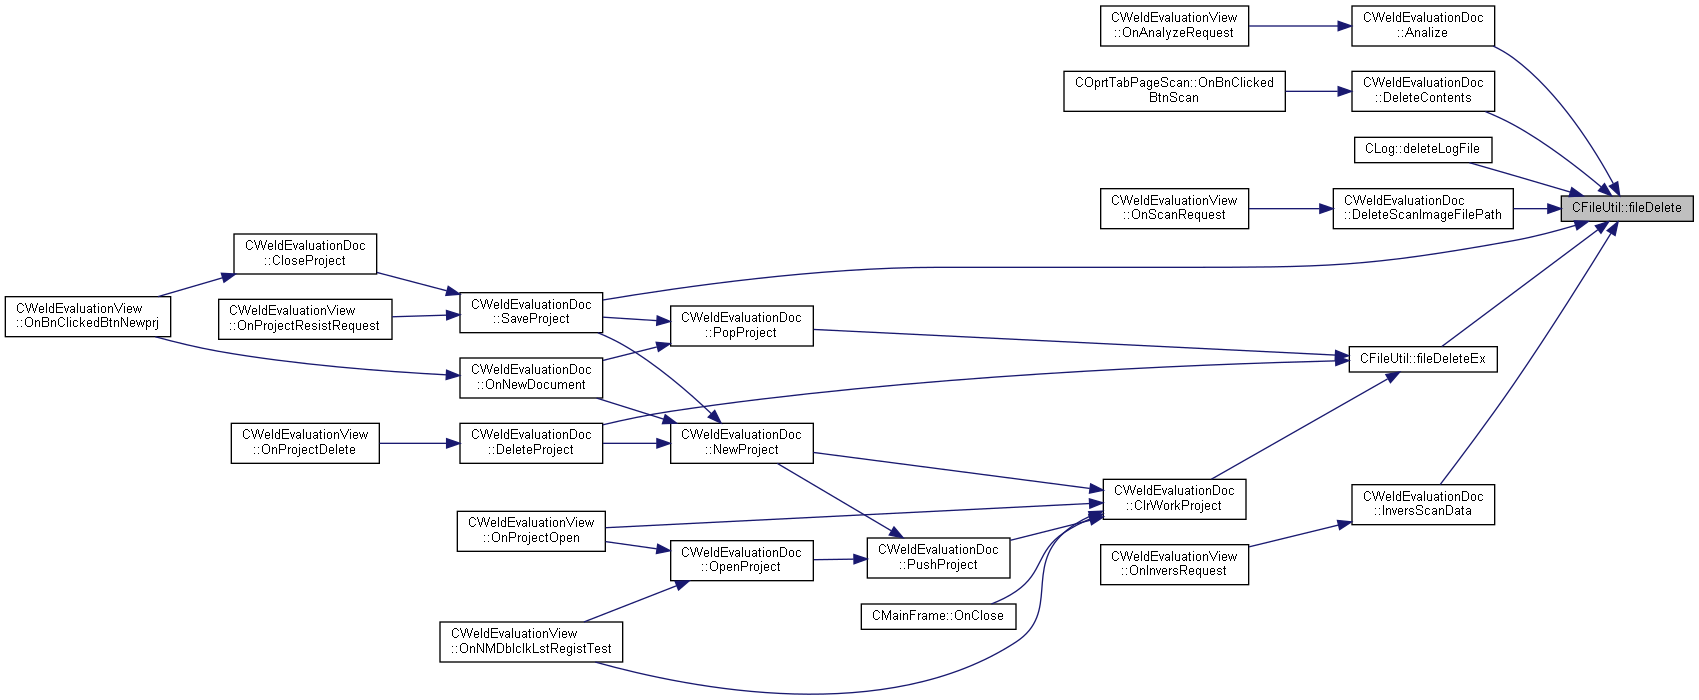 CWeldEvaluationView
::OnAnalyzeRequest
CWeldEvaluationDoc
::Analize
COprtTabPageScan::OnBnClicked
BtnScan
CWeldEvaluationDoc
::DeleteContents
CLog::deleteLogFile
CWeldEvaluationView
::OnScanRequest
CWeldEvaluationDoc
::DeleteScanImageFilePath
CFileUtil::fileDelete
CWeldEvaluationDoc
::CloseProject
CWeldEvaluationView
::OnBnClickedBtnNewprj
CWeldEvaluationView
::OnProjectResistRequest
CWeldEvaluationDoc
::SaveProject
CWeldEvaluationDoc
::PopProject
CWeldEvaluationDoc
::OnNewDocument
CFileUtil::fileDeleteEx
CWeldEvaluationView
::OnProjectDelete
CWeldEvaluationDoc
::DeleteProject
CWeldEvaluationDoc
::NewProject
CWeldEvaluationDoc
::ClrWorkProject
CWeldEvaluationDoc
::InversScanData
CWeldEvaluationView
::OnProjectOpen
CWeldEvaluationDoc
::OpenProject
CWeldEvaluationDoc
::PushProject
CWeldEvaluationView
::OnInversRequest
CMainFrame::OnClose
CWeldEvaluationView
::OnNMDblclkLstRegistTest